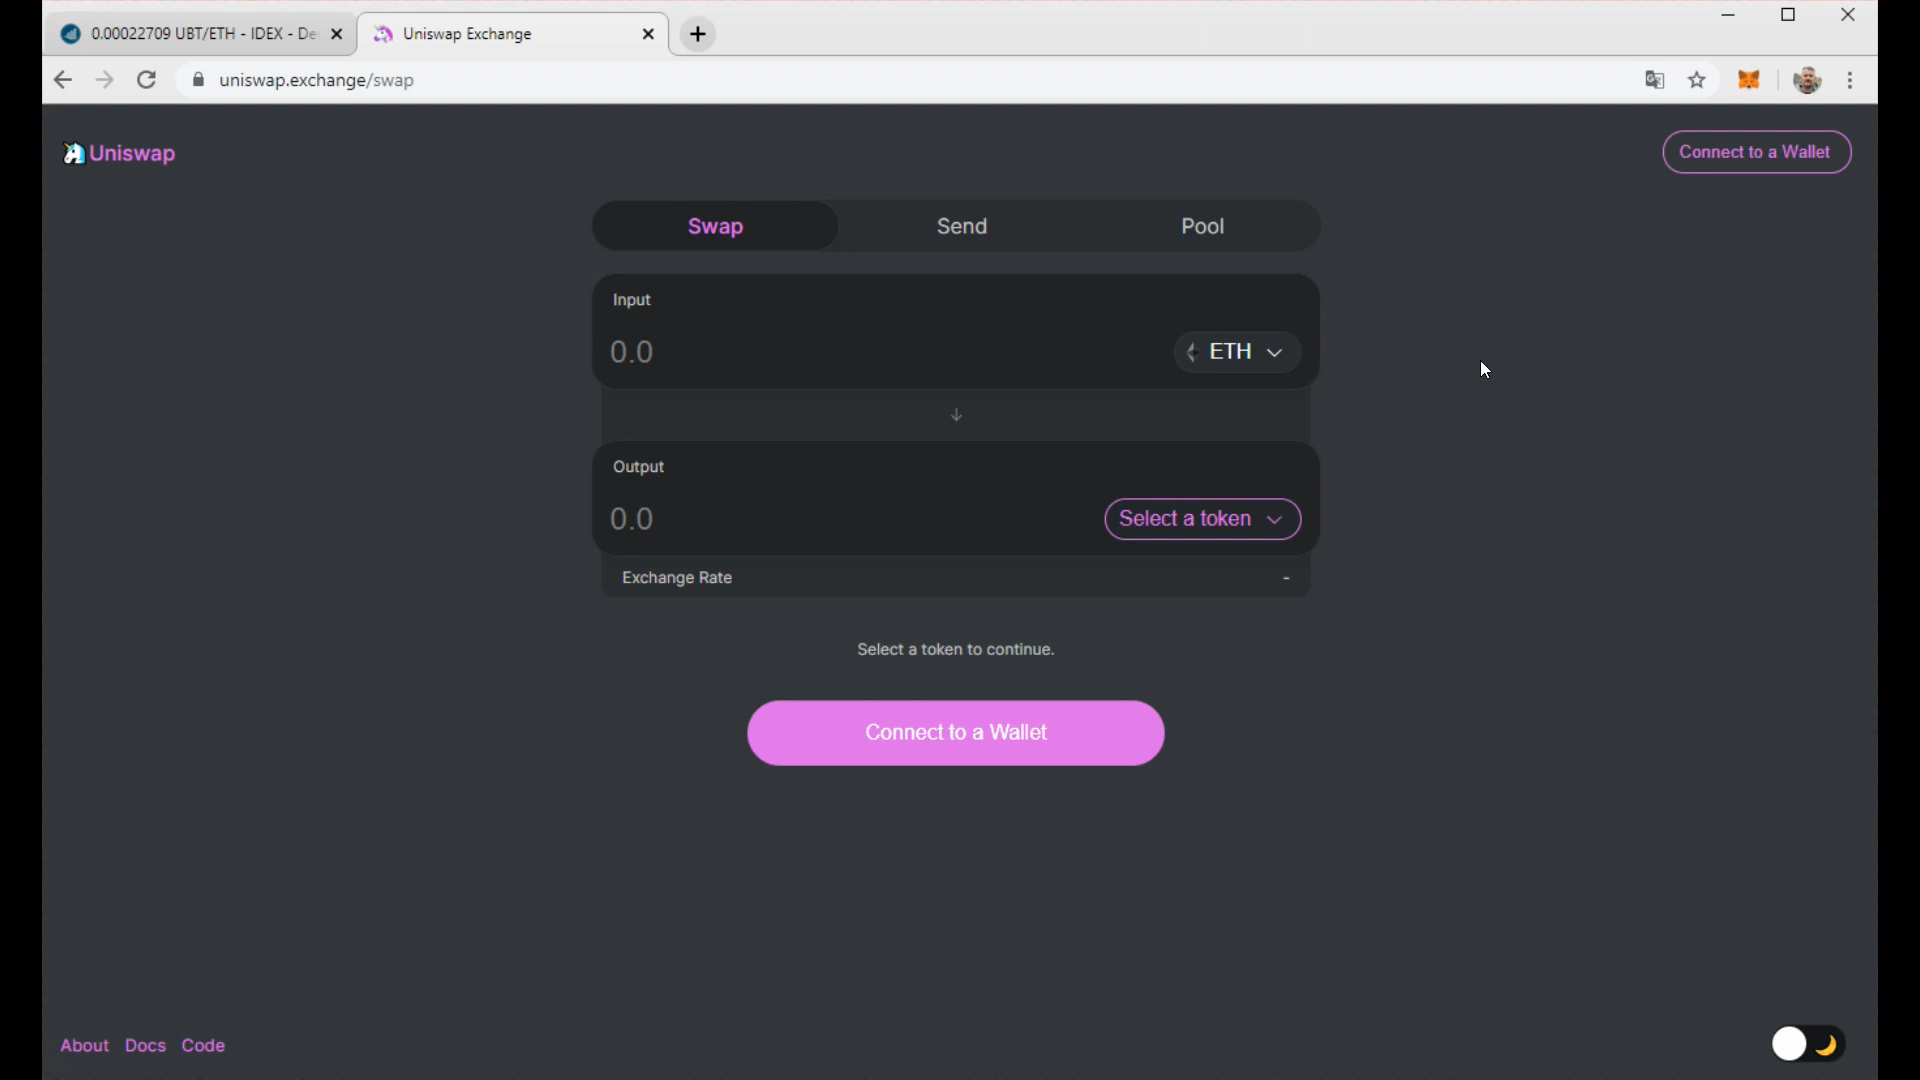 0.00022709 UBT/ETH - IDEX - De
Uniswap Exchange
uniswap.exchange/swap
Uniswap
Connect to a Wallet
Swap
Send
Pool
Input
0.0
ETH
Output
0.0
Select a token
Exchange Rate
-
Select a token to continue.
Connect to a Wallet
About Docs Code